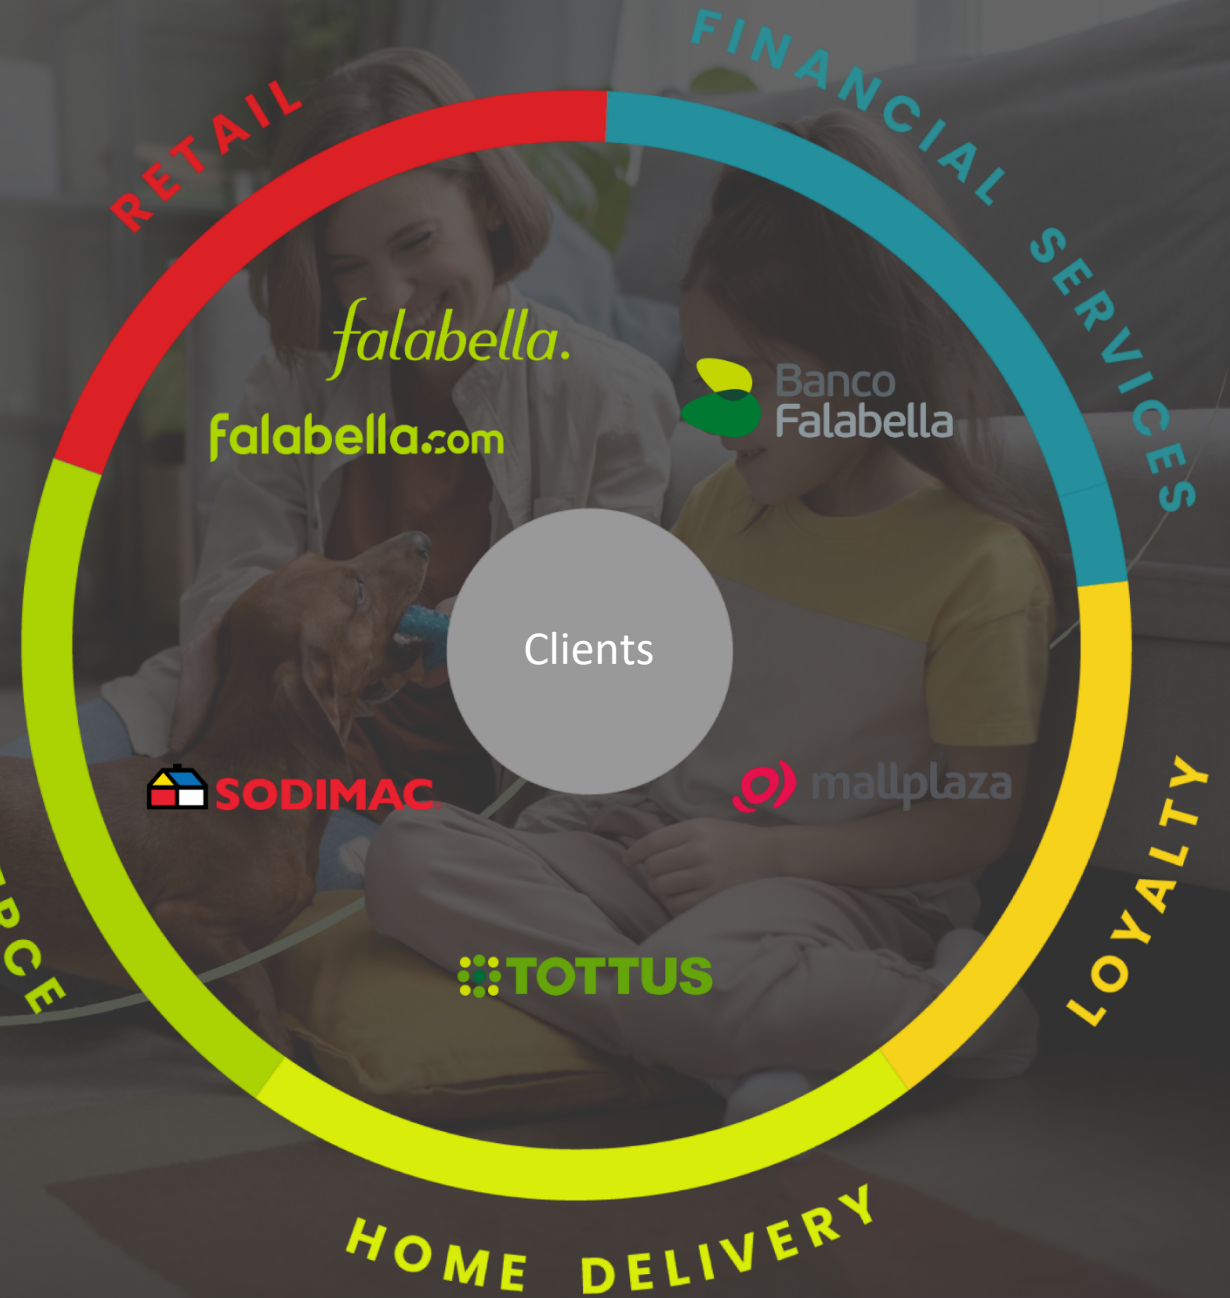 FINANCIAL SERVICES
RETAIL
falabella.
Banco
Falabella
falabella.com
Clients
SODIMAC
mallplaza
LOYALTY
TOTTUS
HOME DELIVERY